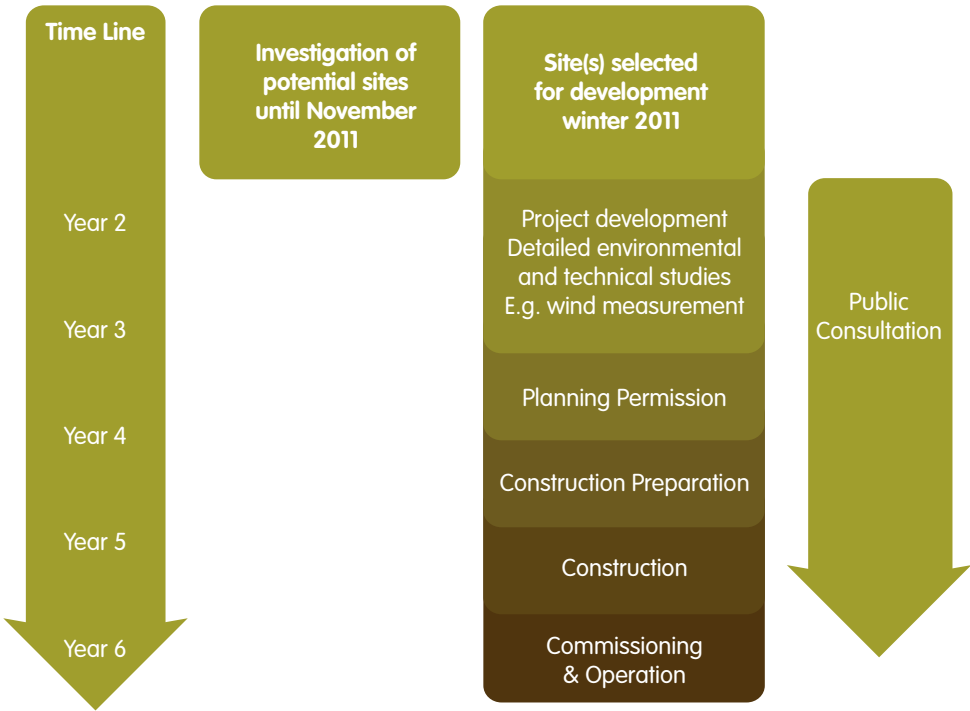 Time Line
Year 2
Year 3
Year 4
Year 5
Year 6
Investigation of
potential sites
until November
2011
Site(s) selected
for development
winter 2011
Project development
Detailed environmental
and technical studies
E.g. wind measurement
Planning Permission
Construction Preparation
Construction
Commissioning
& Operation
Public
Consultation